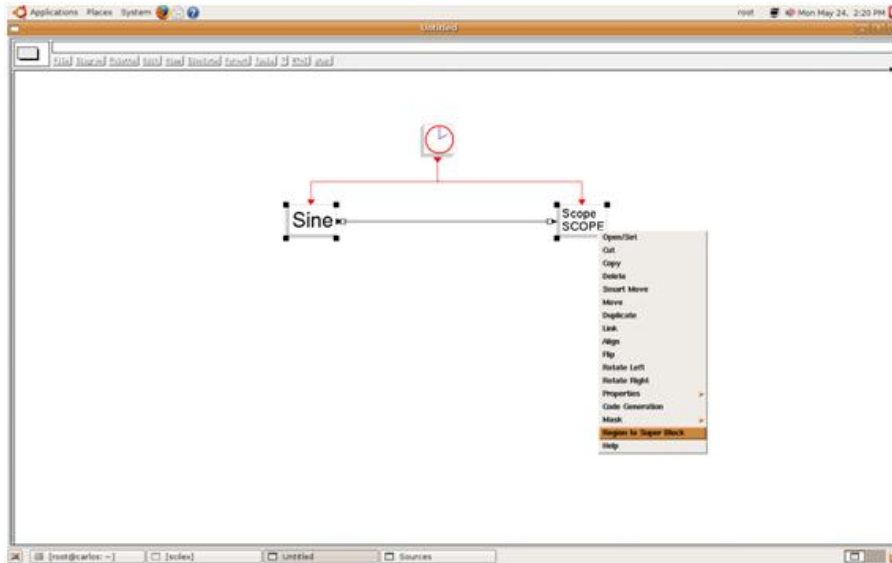 Applications Places System
root Mon May 24, 2:20 PM
Untitled
Sine
Scope
SCOPE
Open/Set
Cut
Copy
Delete
Smart Move
Move
Duplicate
Link
Align
Flip
Rotate Left
Rotate Right
Properties
Code Generation
Mask
Region to Super Block
Help
[root@carlos: ~] [scilex] Untitled Sources